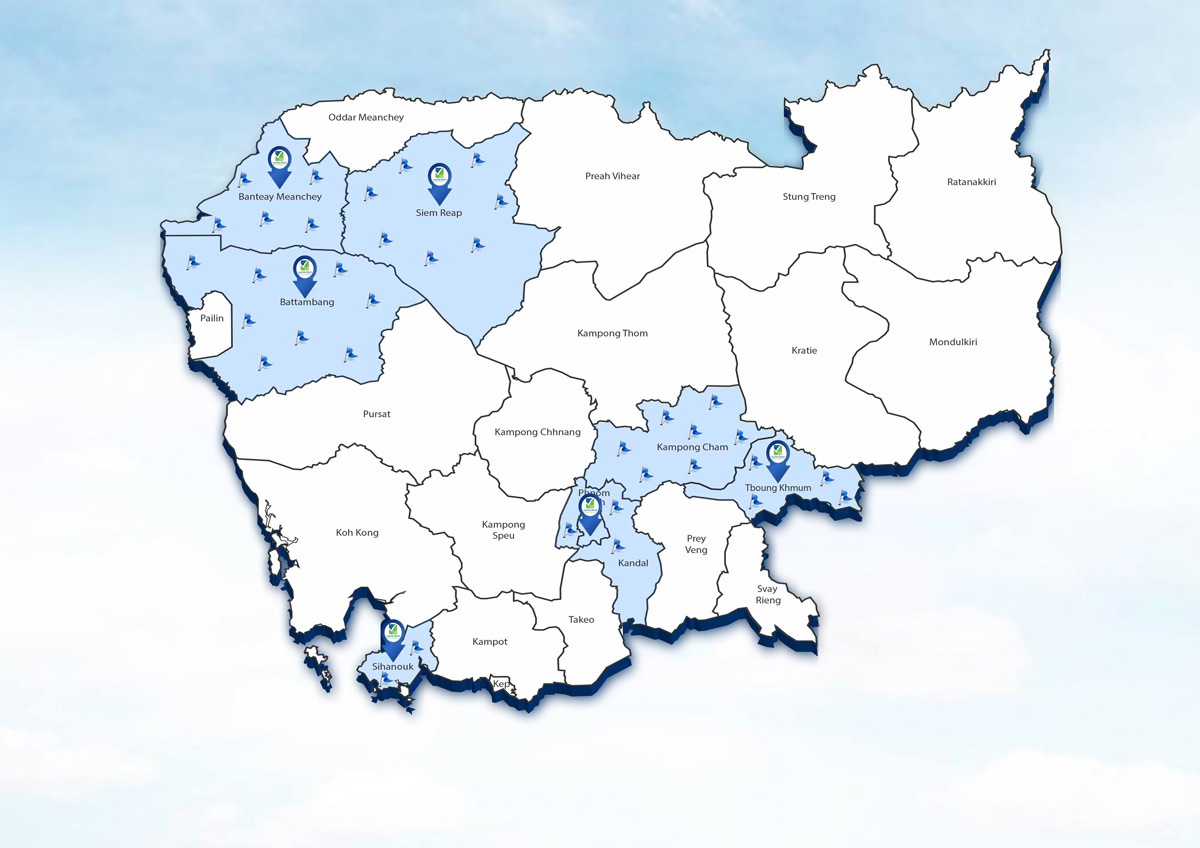 Oddar Meanchey
Banteay Meanchey
Siem Reap
Preah Vihear
Stung Treng
Ratanakkiri
Battambang
Pailin
Kampong Thom
Kratie
Mondulkiri
Pursat
Kampong Chhnang
Kampong Cham
Tboung Khmum
Phnom
Koh Kong
Kampong
Speu
Kandal
Prey
Veng
Svay
Rieng
Takeo
Kampot
Sihanouk
Kep